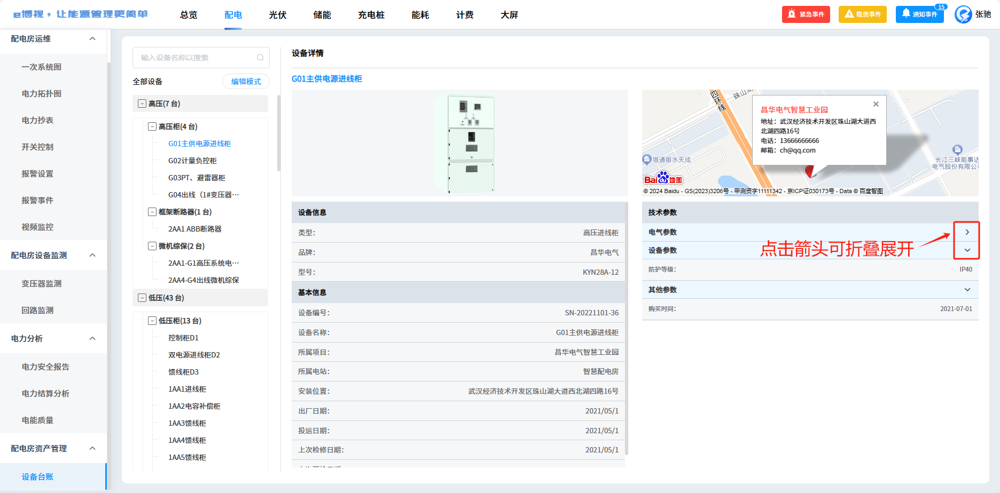 e博视，让能源管理更简单
总览
配电
光伏
储能
充电桩
能耗
计费
大屏
紧急事件
隐患事件
通知事件
15
张驰
配电房运维
一次系统图
电力拓扑图
电力抄表
开关控制
报警设置
报警事件
视频监控
配电房设备监测
变压器监测
回路监测
电力分析
电力安全报告
电力结算分析
电能质量
配电房资产管理
设备台账
输入设备名称以搜索
全部设备
编辑模式
高压(7 台)
高压柜(4 台)
G01主供电源进线柜
G02计量负控柜
G03PT、避雷器柜
G04出线（1#变压器…
框架断路器(1 台)
2AA1 ABB断路器
微机综保(2 台)
2AA1-G1高压系统电…
2AA4-G4出线微机综保
低压(43 台)
低压柜(13 台)
控制柜D1
双电源进线柜D2
馈线柜D3
1AA1进线柜
1AA2电容补偿柜
1AA3馈线柜
1AA4馈线柜
1AA5馈线柜
设备详情
G01主供电源进线柜
四环线
珠山湖
昌华电气智慧工业园
地址：武汉经济技术开发区珠山湖大道西
北湖四路16号
电话：13666666666
邮箱：ch@qq.com
银通丽水天成
长江三峡能事达
电气股份有限公司
Bai du 地图
© 2024 Baidu - GS(2023)3206号 - 甲测资字11111342 - 京ICP证030173号 - Data © 百度智图
设备信息
类型： 高压进线柜
品牌： 昌华电气
型号： KYN28A-12
基本信息
设备编号： SN-20221101-36
设备名称： G01主供电源进线柜
所属项目： 昌华电气智慧工业园
所属电站： 智慧配电房
安装位置： 武汉经济技术开发区珠山湖大道西北湖四路16号
出厂日期： 2021/05/1
投运日期： 2021/05/1
上次检修日期： 2021/05/1
技术参数
电气参数
设备参数
点击箭头可折叠展开
防护等级： IP40
其他参数
购买时间： 2021-07-01